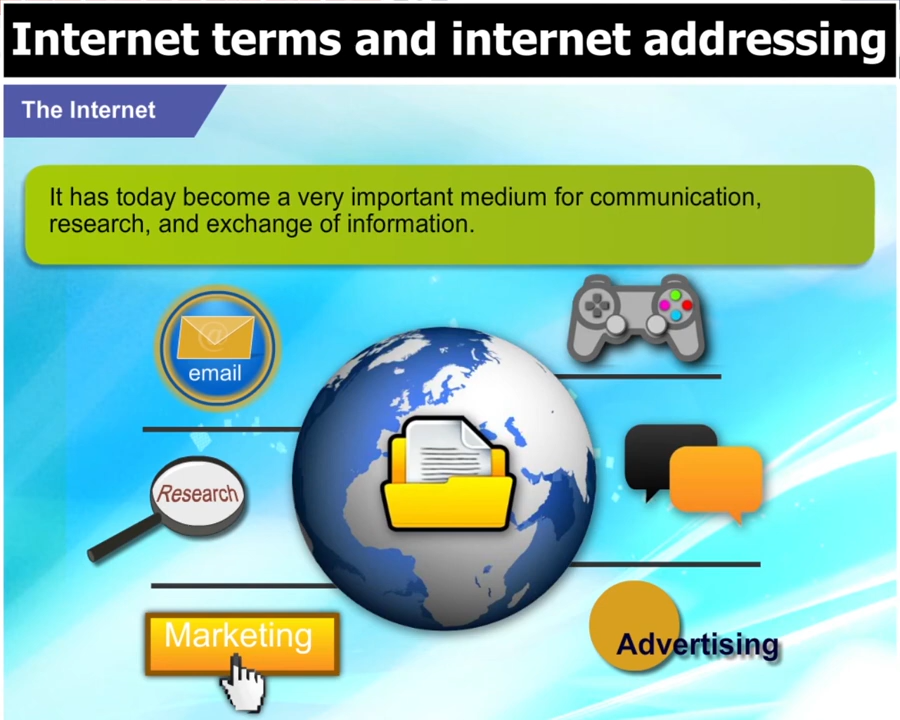 Internet terms and internet addressing
The Internet
It has today become a very important medium for communication,
research, and exchange of information.
@
email
Research
Marketing
Advertising